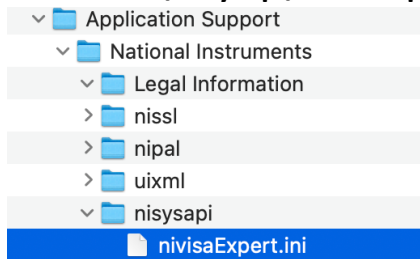 Application Support
National Instruments
Legal Information
nissl
nipal
uixml
nisysapi
nivisaExpert.ini